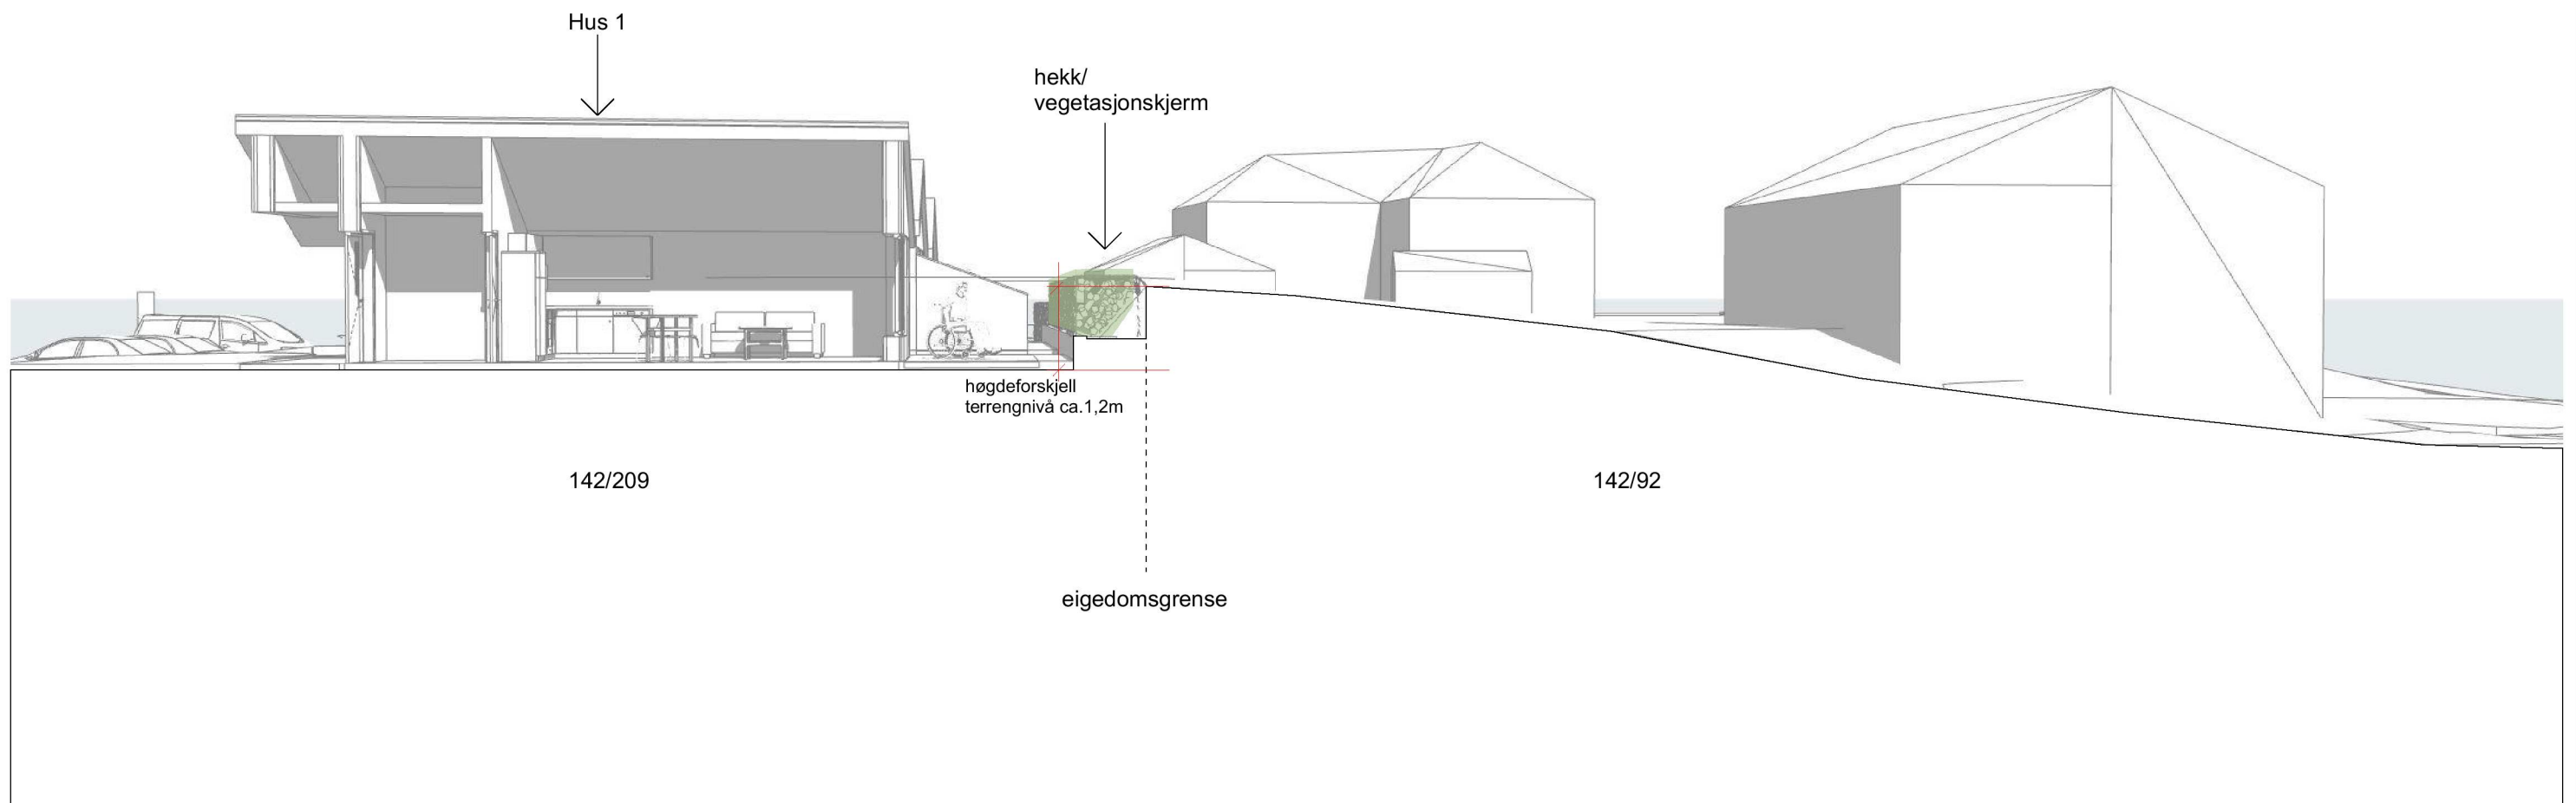 Hus 1
hekk/
vegetasjonskjerm
høgdeforskjell
terrengnivå ca.1,2m
142/209
142/92
eigedomsgrense